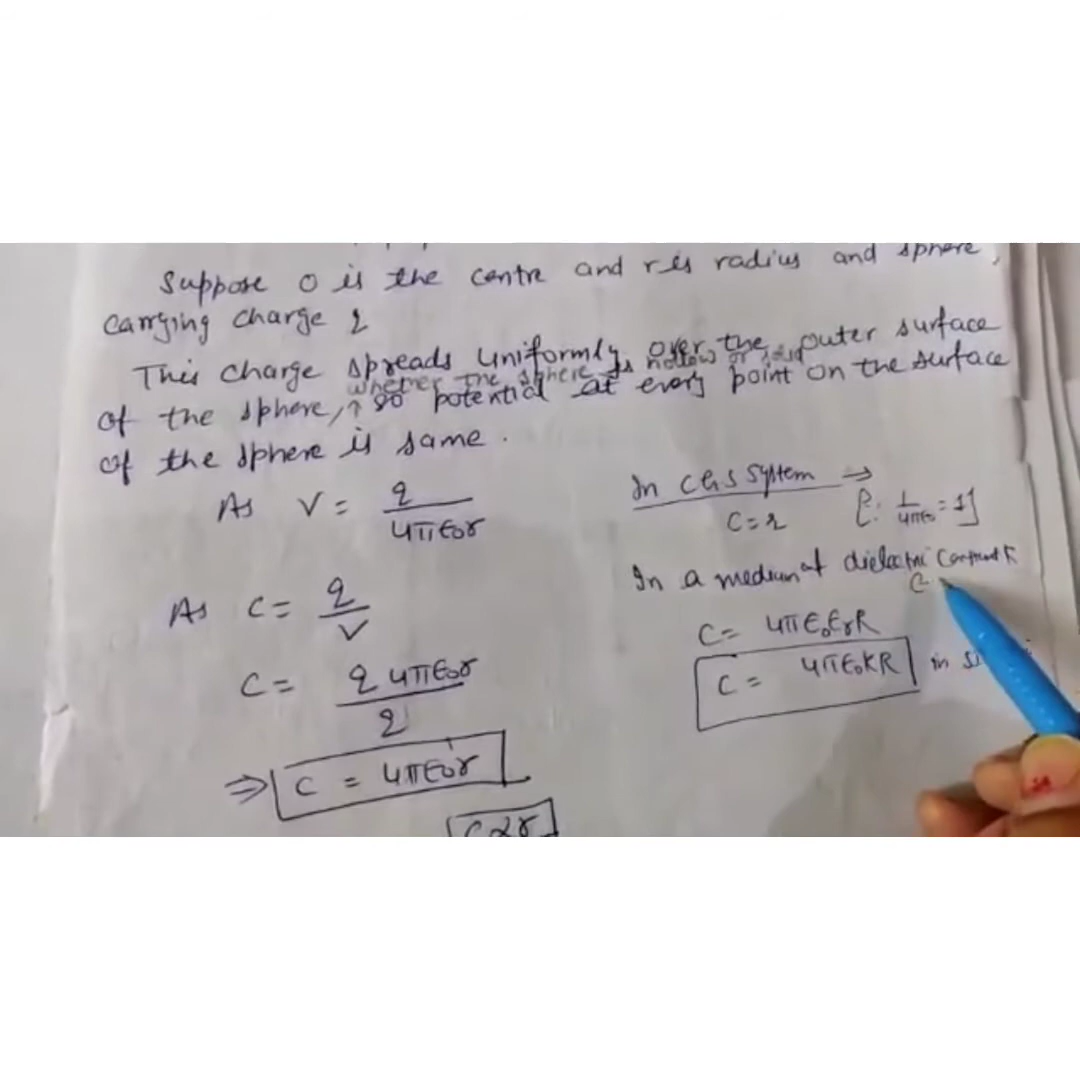 Suppose O is the centre and r is radius and sphere,
carrying charge q
This charge spreads uniformly over the outer surface
whether the sphere is hollow or solid
of the sphere, ↑ so potential at every point on the surface
of the sphere is same.
As V = q / 4πϵ0r
As C = q / V
C = q 4πϵ0r / q
⇒ C = 4πϵ0r
C α r
In CGS System →
C = r [∵ 1/4πϵ0 = 1]
In a medium of dielectric constant K
C = 4πϵ0ϵrR
C = 4πϵ0KR in